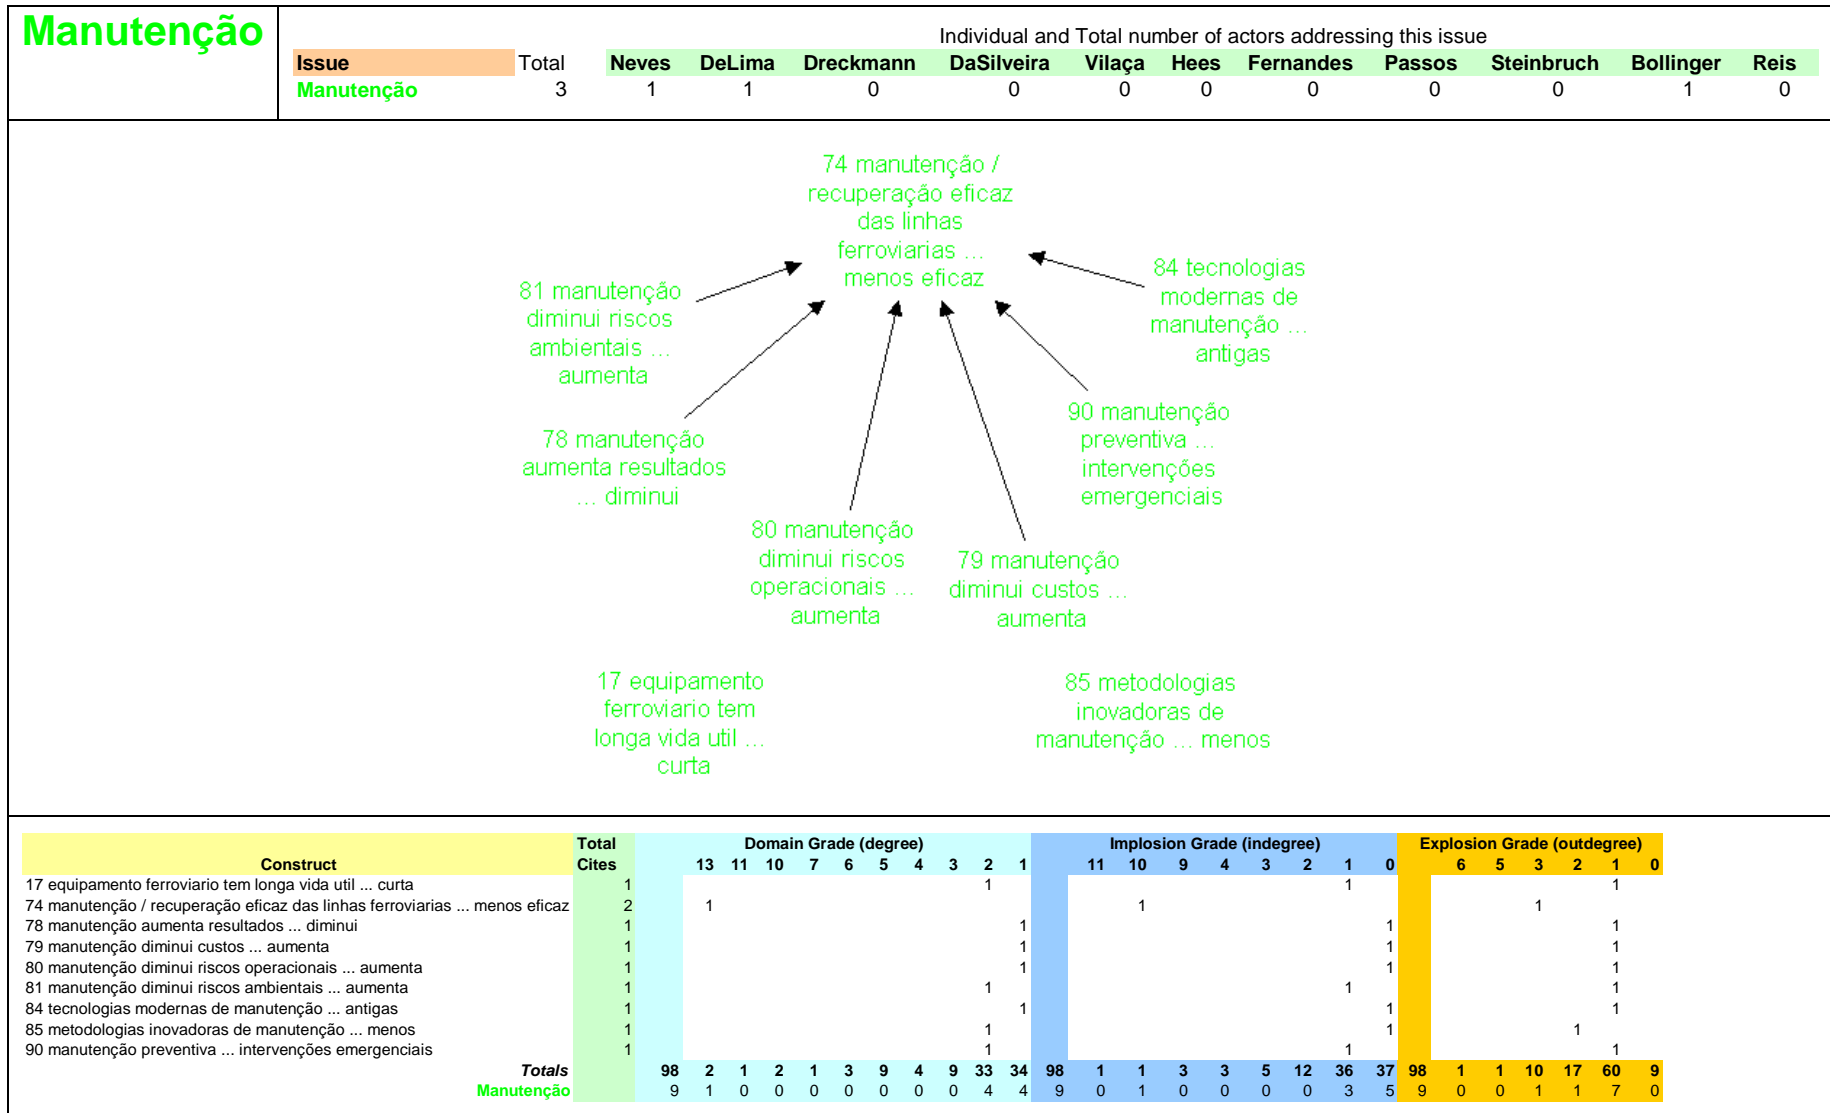 Manutenção
Individual and Total number of actors addressing this issue
Issue Total Neves DeLima Dreckmann DaSilveira Vilaça Hees Fernandes Passos Steinbruch Bollinger Reis
Manutenção 3 1 1 0 0 0 0 0 0 0 1 0
74 manutenção /
recuperação eficaz
das linhas
ferroviarias ...
menos eficaz
84 tecnologias
modernas de
manutenção ...
antigas
81 manutenção
diminui riscos
ambientais ...
aumenta
90 manutenção
preventiva ...
intervenções
emergenciais
78 manutenção
aumenta resultados
... diminui
80 manutenção
diminui riscos
operacionais ...
aumenta
79 manutenção
diminui custos ...
aumenta
17 equipamento
ferroviario tem
longa vida util ...
curta
85 metodologias
inovadoras de
manutenção ... menos
Total Domain Grade (degree) Implosion Grade (indegree) Explosion Grade (outdegree)
Construct Cites 13 11 10 7 6 5 4 3 2 1 11 10 9 4 3 2 1 0 6 5 3 2 1 0
17 equipamento ferroviario tem longa vida util ... curta 1 1 1 1
74 manutenção / recuperação eficaz das linhas ferroviarias ... menos eficaz 2 1 1 1
78 manutenção aumenta resultados ... diminui 1 1 1 1
79 manutenção diminui custos ... aumenta 1 1 1 1
80 manutenção diminui riscos operacionais ... aumenta 1 1 1 1
81 manutenção diminui riscos ambientais ... aumenta 1 1 1 1
84 tecnologias modernas de manutenção ... antigas 1 1 1 1
85 metodologias inovadoras de manutenção ... menos 1 1 1 1
90 manutenção preventiva ... intervenções emergenciais 1 1 1 1
Totals 98 2 1 2 1 3 9 4 9 33 34 98 1 1 3 3 5 12 36 37 98 1 1 10 17 60 9
Manutenção 9 1 0 0 0 0 0 0 0 4 4 9 0 1 0 0 0 0 3 5 9 0 0 1 1 7 0